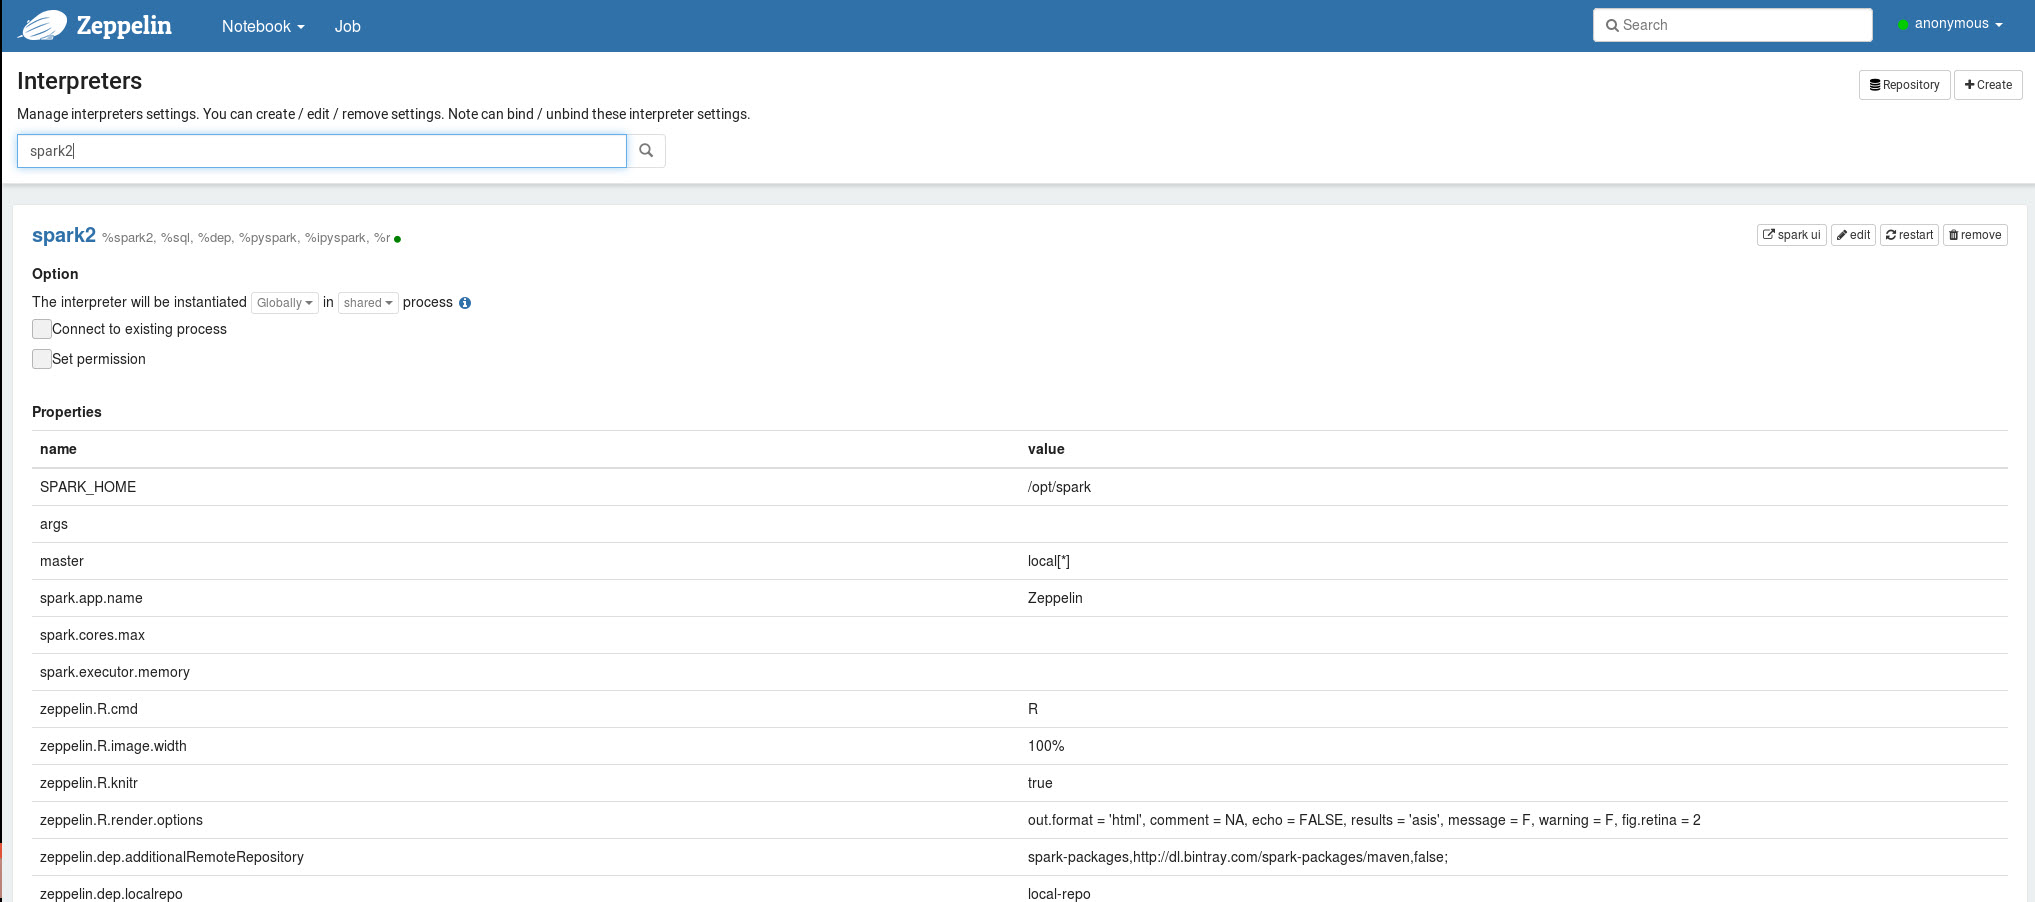 Zeppelin Notebook Job Search anonymous
Interpreters
Repository Create
Manage interpreters settings. You can create / edit / remove settings. Note can bind / unbind these interpreter settings.
spark2
spark2 %spark2, %sql, %dep, %pyspark, %ipyspark, %r
spark ui edit restart remove
Option
The interpreter will be instantiated Globally in shared process
Connect to existing process
Set permission
Properties
name value
SPARK_HOME /opt/spark
args
master local[*]
spark.app.name Zeppelin
spark.cores.max
spark.executor.memory
zeppelin.R.cmd R
zeppelin.R.image.width 100%
zeppelin.R.knitr true
zeppelin.R.render.options out.format = 'html', comment = NA, echo = FALSE, results = 'asis', message = F, warning = F, fig.retina = 2
zeppelin.dep.additionalRemoteRepository spark-packages,http://dl.bintray.com/spark-packages/maven,false;
zeppelin.dep.localrepo local-repo